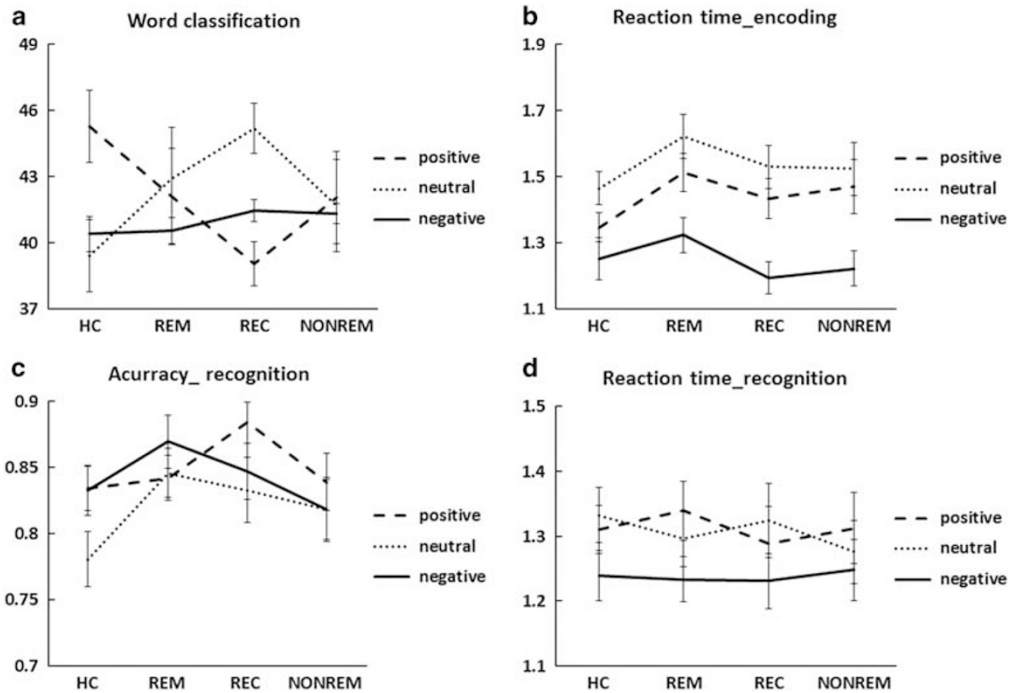 a
Word classification
49
46
43
40
37
HC REM REC NONREM
positive
neutral
negative
b
Reaction time_encoding
1.9
1.7
1.5
1.3
1.1
HC REM REC NONREM
positive
neutral
negative
c
Acurracy_ recognition
0.9
0.85
0.8
0.75
0.7
HC REM REC NONREM
positive
neutral
negative
d
Reaction time_recognition
1.5
1.4
1.3
1.2
1.1
HC REM REC NONREM
positive
neutral
negative